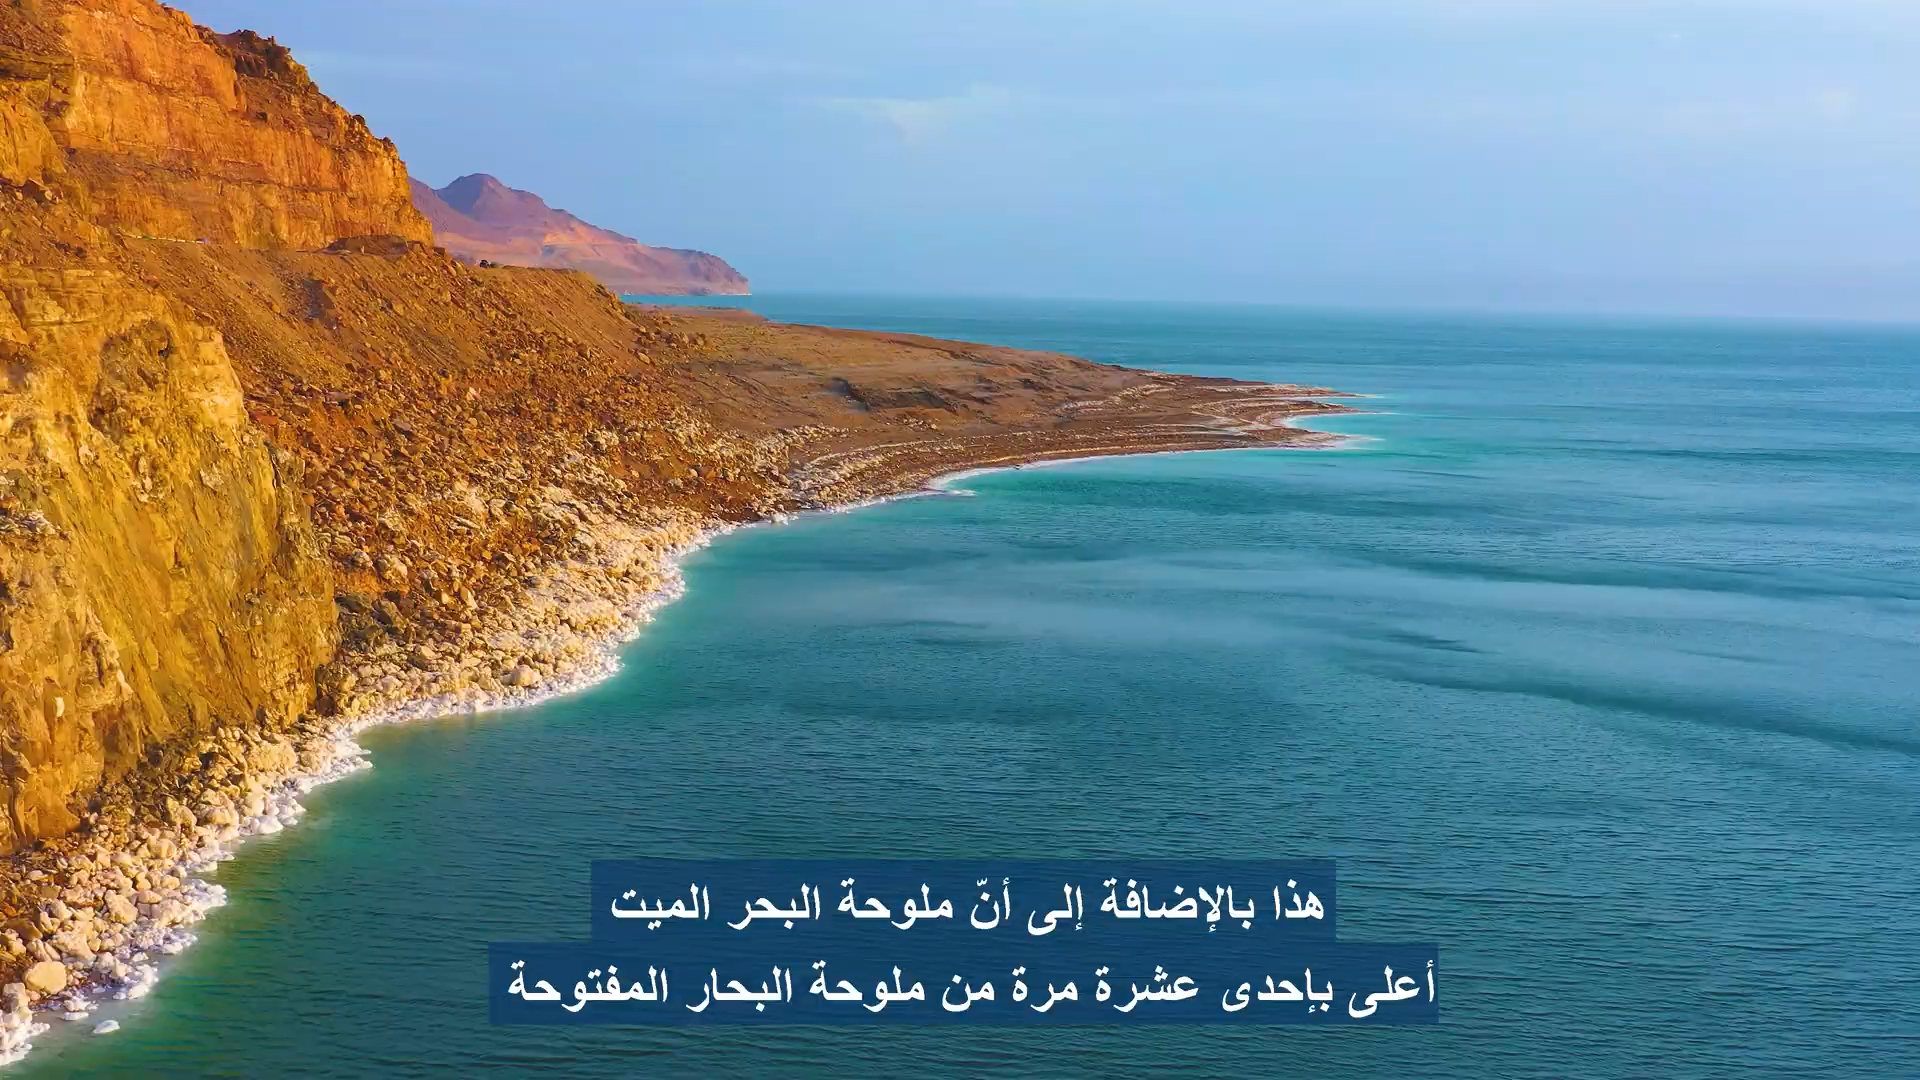 هذا بالإضافة إلى أنّ ملوحة البحر الميت
أعلى بإحدى عشرة مرة من ملوحة البحار المفتوحة